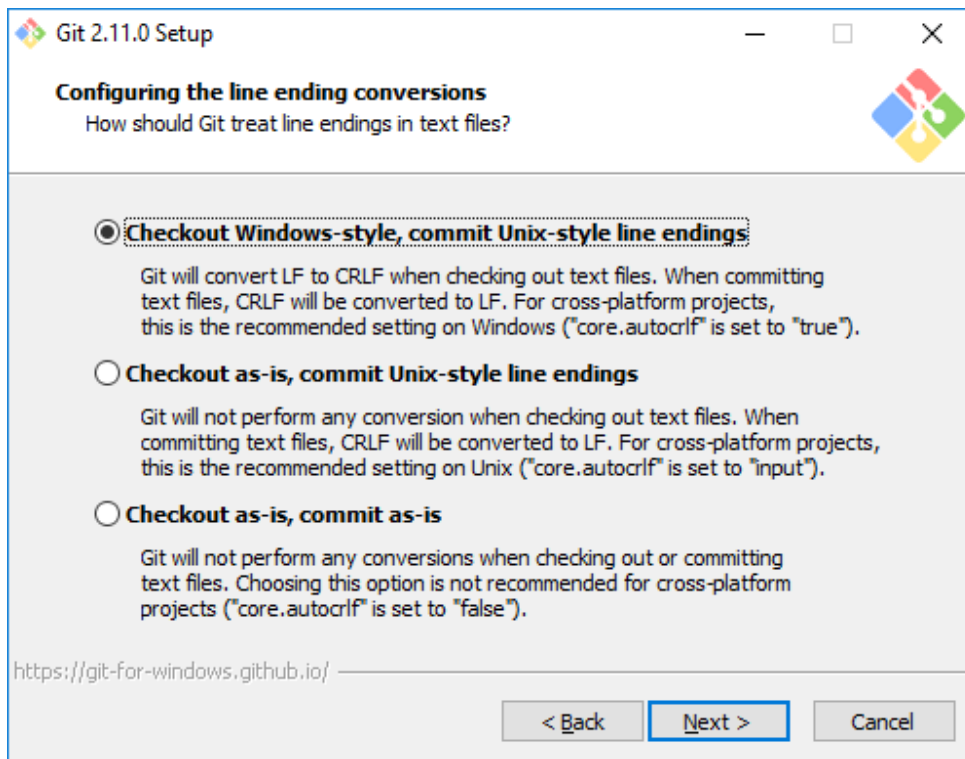 Git 2.11.0 Setup
Configuring the line ending conversions
How should Git treat line endings in text files?
Checkout Windows-style, commit Unix-style line endings
Git will convert LF to CRLF when checking out text files. When committing
text files, CRLF will be converted to LF. For cross-platform projects,
this is the recommended setting on Windows ("core.autocrlf" is set to "true").
Checkout as-is, commit Unix-style line endings
Git will not perform any conversion when checking out text files. When
committing text files, CRLF will be converted to LF. For cross-platform projects,
this is the recommended setting on Unix ("core.autocrlf" is set to "input").
Checkout as-is, commit as-is
Git will not perform any conversions when checking out or committing
text files. Choosing this option is not recommended for cross-platform
projects ("core.autocrlf" is set to "false").
https://git-for-windows.github.io/
< Back
Next >
Cancel